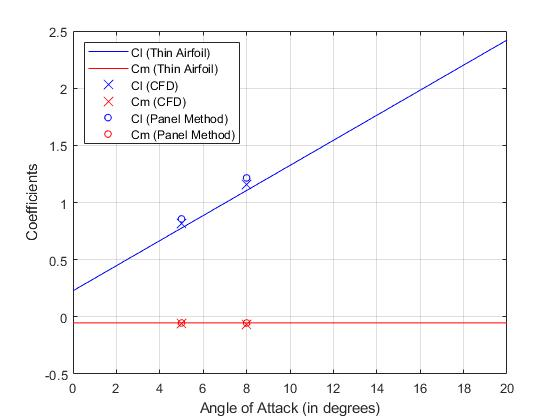 2.5
2
1.5
1
0.5
0
-0.5
Coefficients
Cl (Thin Airfoil)
Cm (Thin Airfoil)
Cl (CFD)
Cm (CFD)
Cl (Panel Method)
Cm (Panel Method)
0 2 4 6 8 10 12 14 16 18 20
Angle of Attack (in degrees)